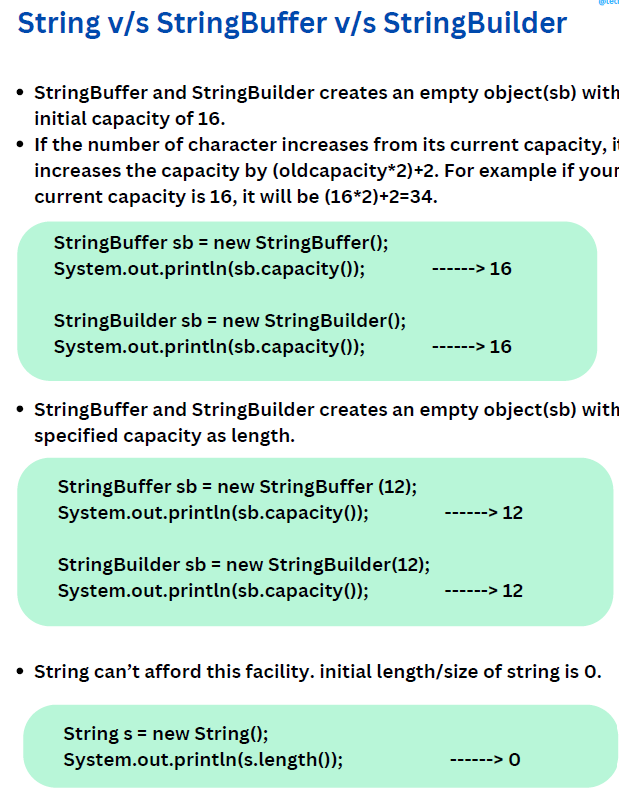 String v/s StringBuffer v/s StringBuilder
• StringBuffer and StringBuilder creates an empty object(sb) with
initial capacity of 16.
• If the number of character increases from its current capacity, it
increases the capacity by (oldcapacity*2)+2. For example if your
current capacity is 16, it will be (16*2)+2=34.
StringBuffer sb = new StringBuffer();
System.out.println(sb.capacity()); ------> 16
StringBuilder sb = new StringBuilder();
System.out.println(sb.capacity()); ------> 16
• StringBuffer and StringBuilder creates an empty object(sb) with
specified capacity as length.
StringBuffer sb = new StringBuffer (12);
System.out.println(sb.capacity()); ------> 12
StringBuilder sb = new StringBuilder(12);
System.out.println(sb.capacity()); ------> 12
• String can’t afford this facility. initial length/size of string is 0.
String s = new String();
System.out.println(s.length()); ------> 0